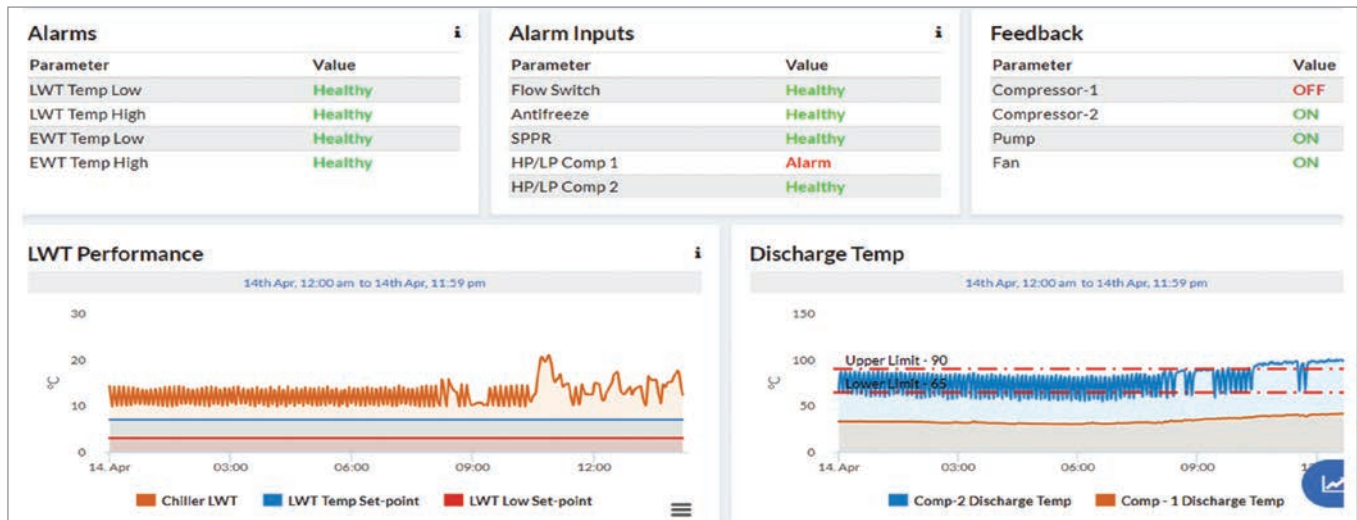 Alarms i
Parameter Value
LWT Temp Low Healthy
LWT Temp High Healthy
EWT Temp Low Healthy
EWT Temp High Healthy
Alarm Inputs i
Parameter Value
Flow Switch Healthy
Antifreeze Healthy
SPPR Healthy
HP/LP Comp 1 Alarm
HP/LP Comp 2 Healthy
Feedback
Parameter Value
Compressor-1 OFF
Compressor-2 ON
Pump ON
Fan ON
LWT Performance i
14th Apr, 12:00 am to 14th Apr, 11:59 pm
30
20
°C
10
0
14. Apr 03:00 06:00 09:00 12:00
Chiller LWT LWT Temp Set-point LWT Low Set-point
Discharge Temp
14th Apr, 12:00 am to 14th Apr, 11:59 pm
150
100
Upper Limit - 90
°C
Lower Limit - 65
50
0
14. Apr 03:00 06:00 09:00
Comp-2 Discharge Temp Comp - 1 Discharge Temp